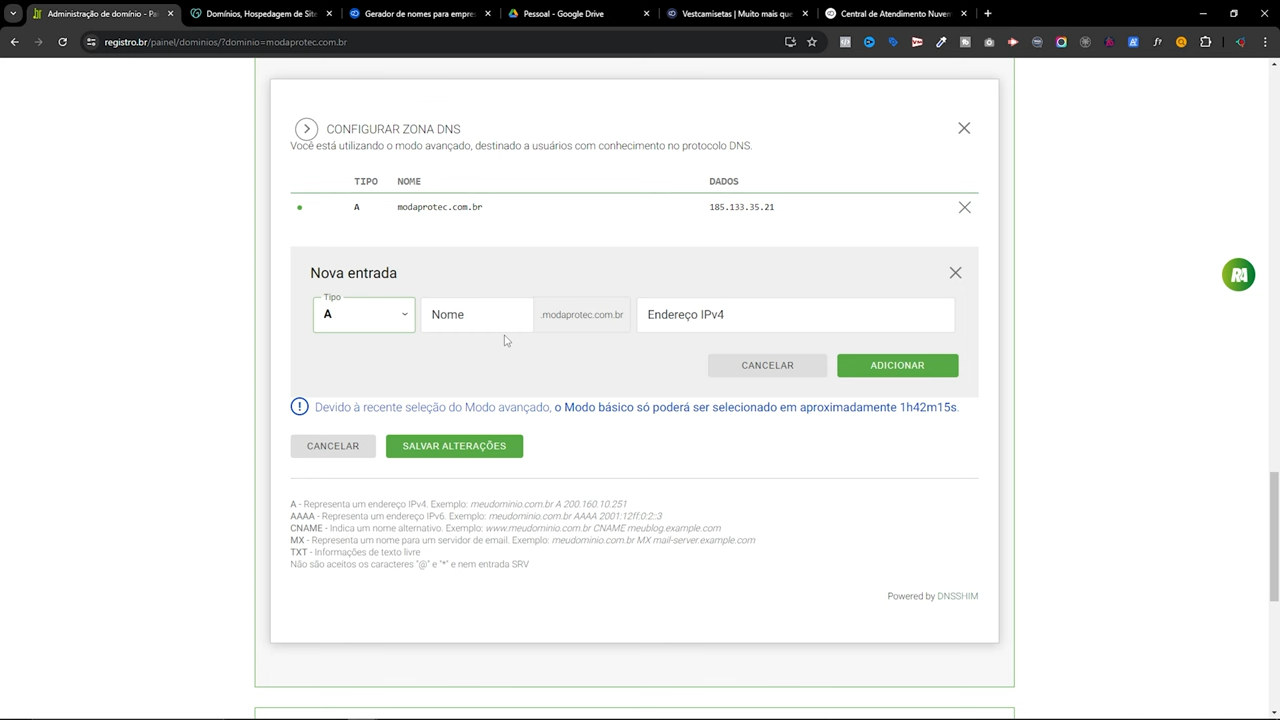 Administração de domínio - Pa
Domínios, Hospedagem de Site
Gerador de nomes para empre
Pessoal - Google Drive
Vestcamisetas | Muito mais que
Central de Atendimento Nuvem
registro.br/painel/dominios/?dominio=modaprotec.com.br
CONFIGURAR ZONA DNS
Você está utilizando o modo avançado, destinado a usuários com conhecimento no protocolo DNS.
TIPO NOME DADOS
A modaprotec.com.br 185.133.35.21
Nova entrada
Tipo
A Nome .modaprotec.com.br Endereço IPv4
CANCELAR ADICIONAR
Devido à recente seleção do Modo avançado, o Modo básico só poderá ser selecionado em aproximadamente 1h42m15s.
CANCELAR SALVAR ALTERAÇÕES
A - Representa um endereço IPv4. Exemplo: meudominio.com.br A 200.160.10.251
AAAA - Representa um endereço IPv6. Exemplo: meudominio.com.br AAAA 2001:12ff:0:2::3
CNAME - Indica um nome alternativo. Exemplo: www.meudominio.com.br CNAME meublog.example.com
MX - Representa um nome para um servidor de email. Exemplo: meudominio.com.br MX mail-server.example.com
TXT - Informações de texto livre
Não são aceitos os caracteres "@" e "*" e nem entrada SRV
Powered by DNSSHIM
RA